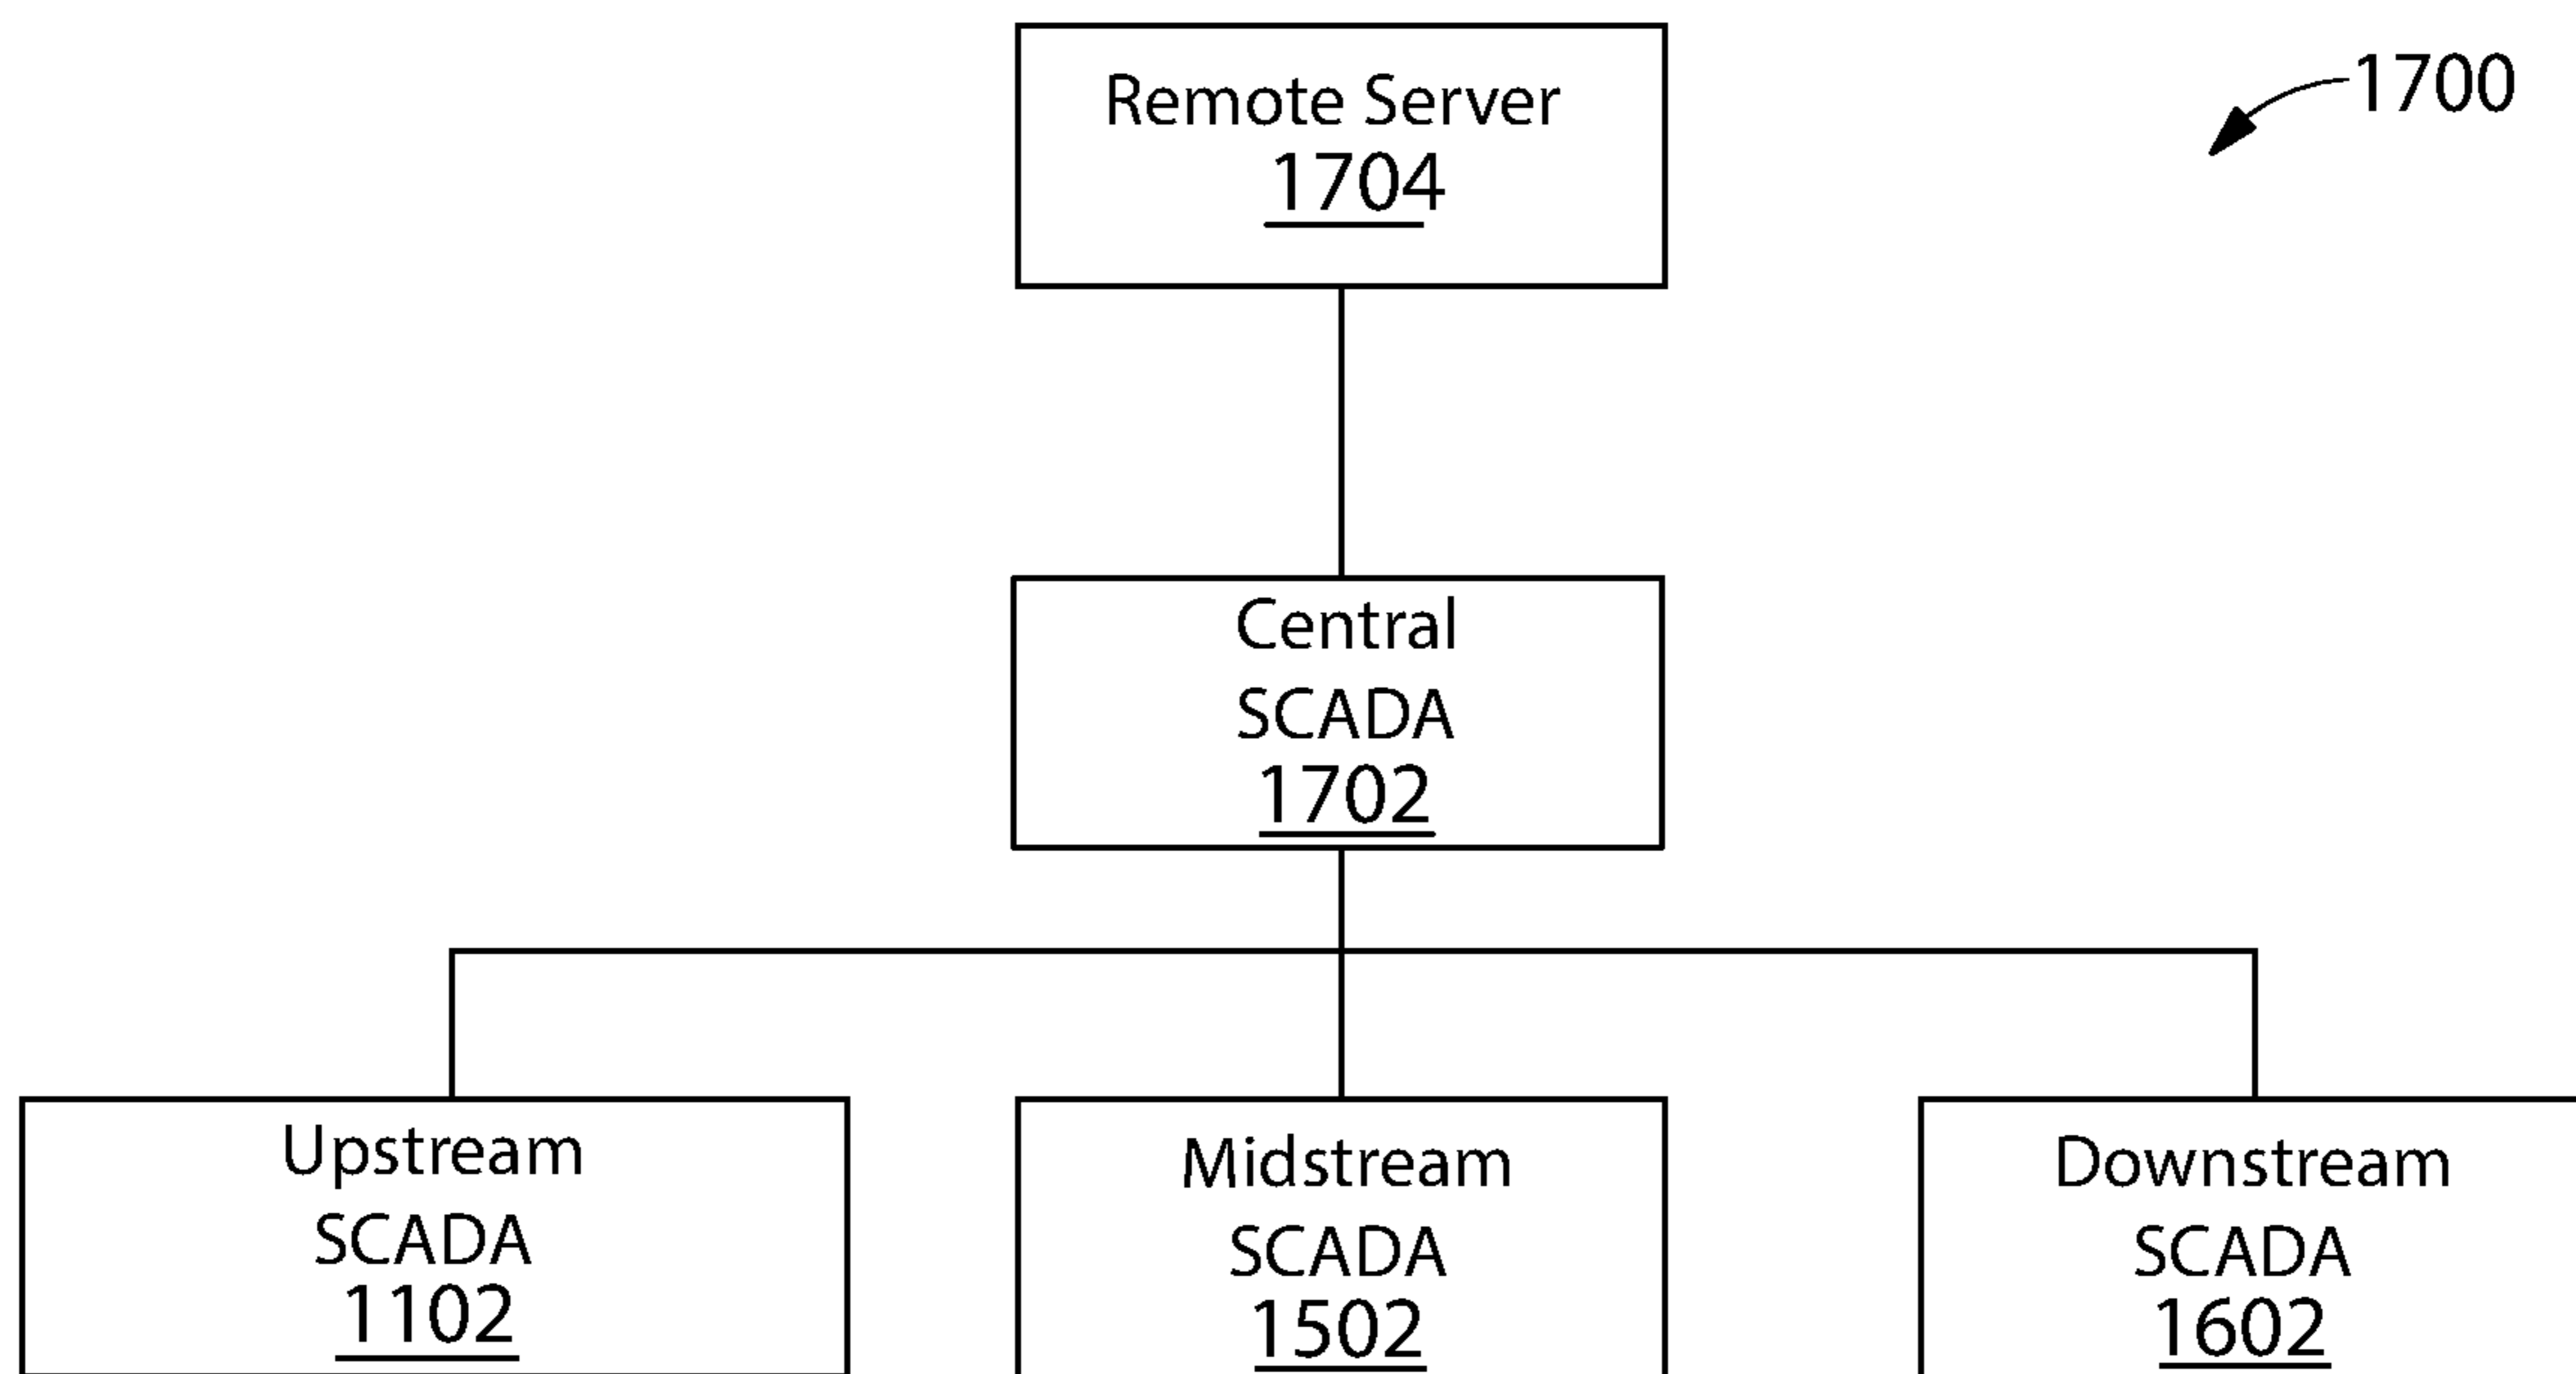 Remote Server
1704
1700
Central
SCADA
1702
Upstream
SCADA
1102
Midstream
SCADA
1502
Downstream
SCADA
1602